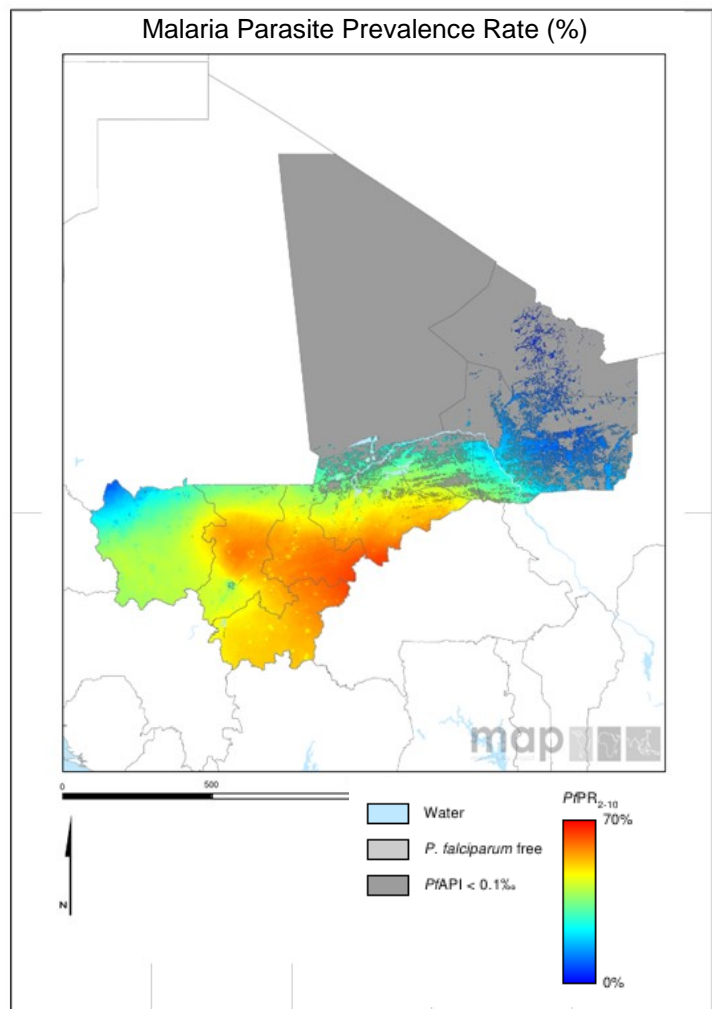 Malaria Parasite Prevalence Rate (%)
map
0 500
Water
P. falciparum free
PfAPI < 0.1‰
PfPR2-10
70%
0%
N